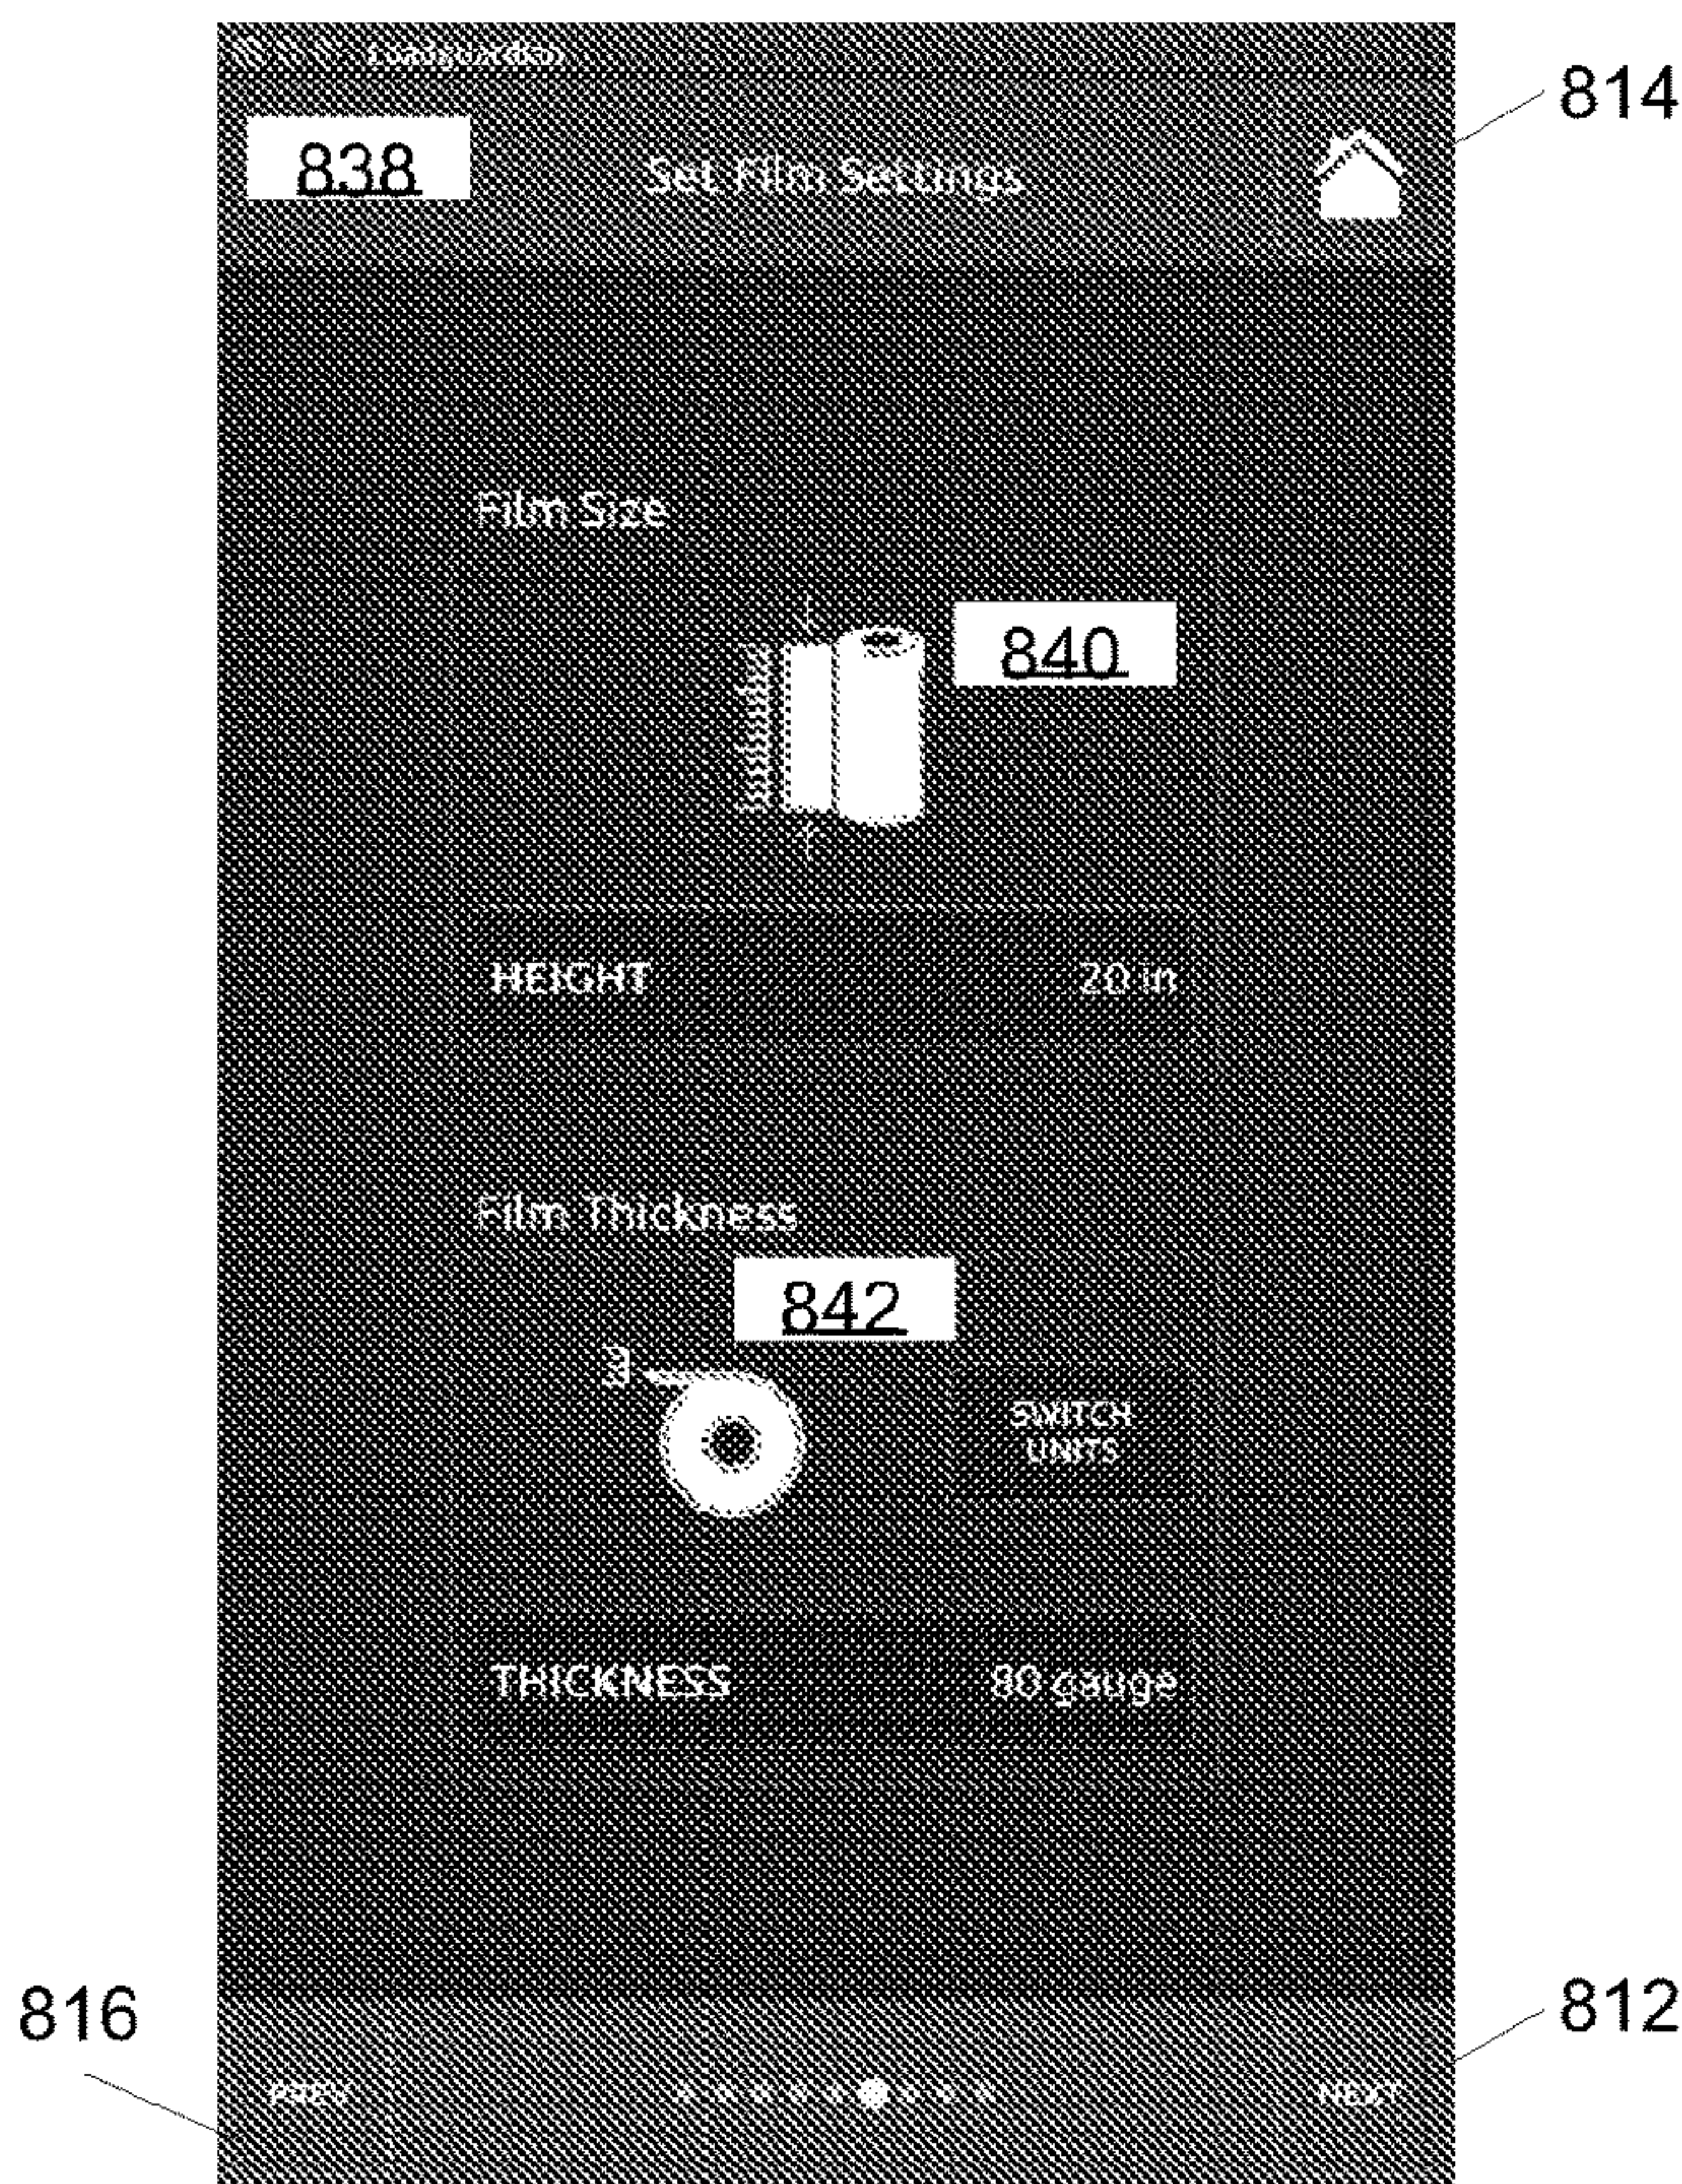 Loadguardian
814
838
Set Film Settings
Film Size
840
HEIGHT 20 in
Film Thickness
842
SWITCH
UNITS
THICKNESS 80 gauge
816
812
PREV NEXT